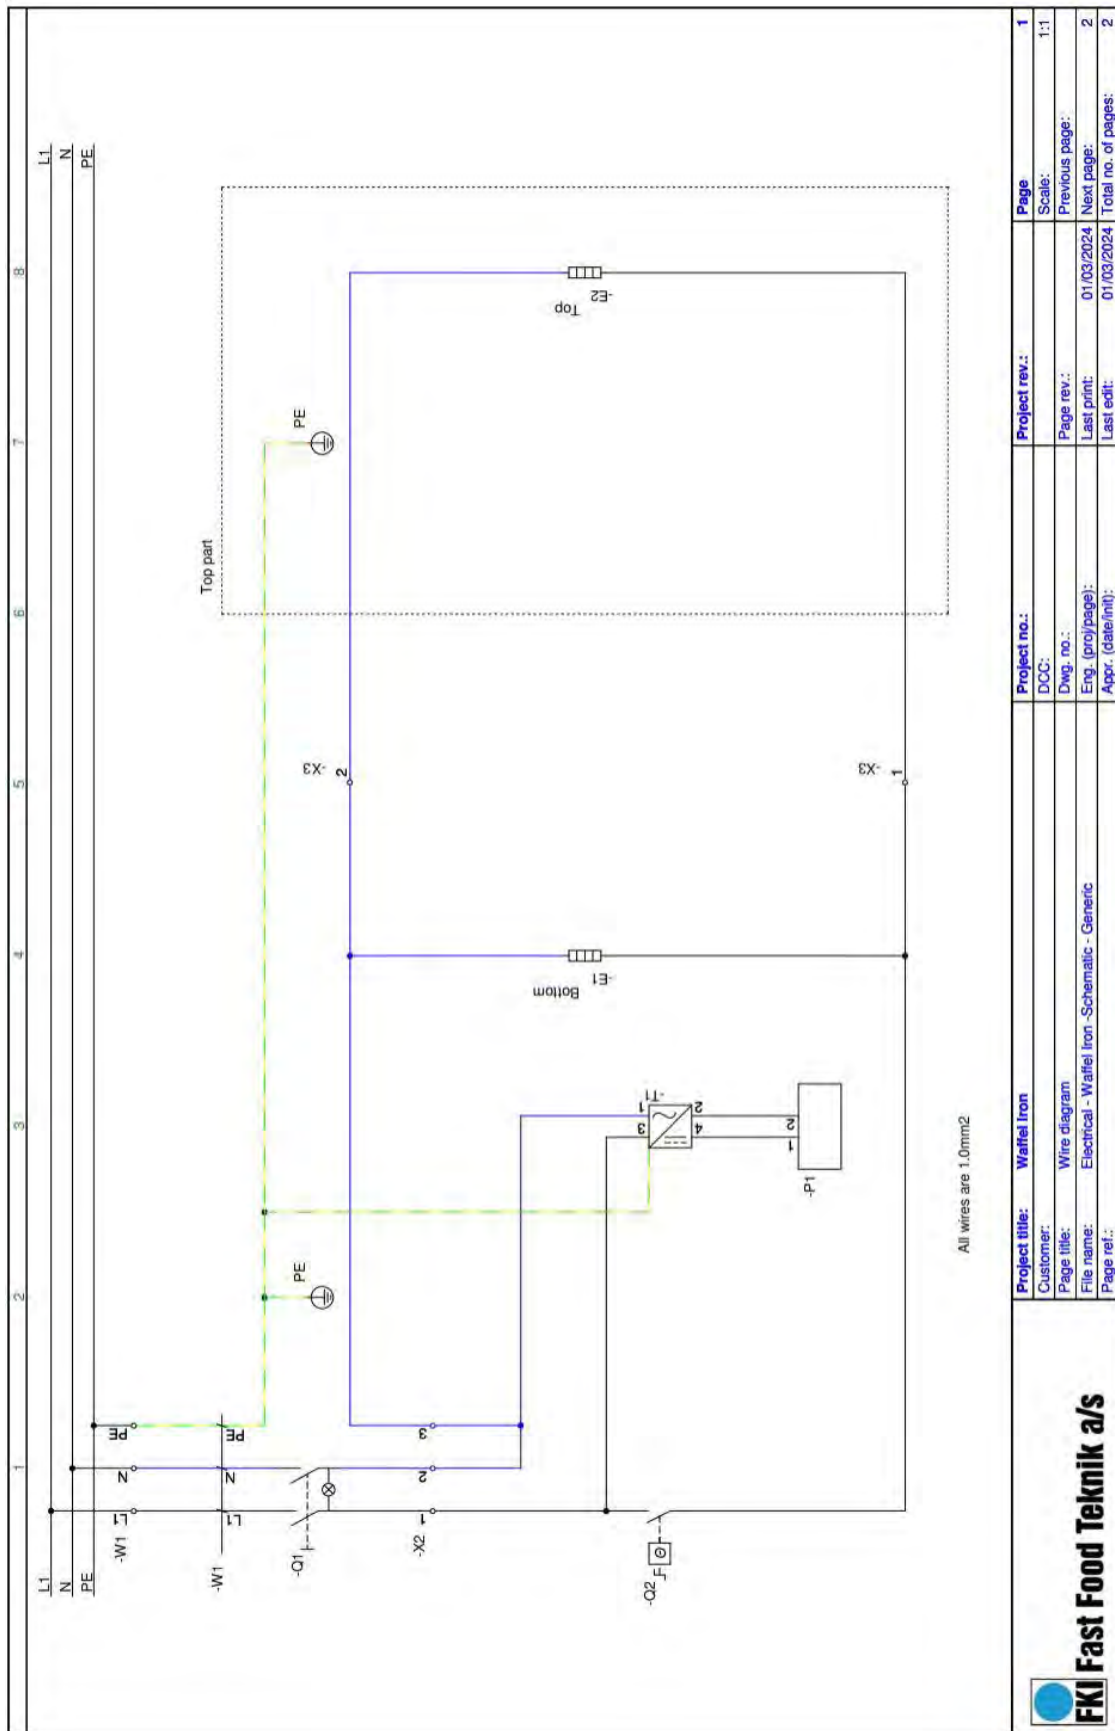 1
2
3
4
5
6
7
8
L1
N
PE
L1
N
PE
-W1
L1
N
PE
-W1
L1
N
PE
-Q1
-X2
1
2
3
PE
Top part
PE
-X3
2
Bottom
-E1
Top
-E2
-T1
3
1
4
2
1
2
-P1
-Q2
-X3
1
All wires are 1.0mm2
FKI Fast Food Teknik a/s
Project title: Waffel Iron
Customer:
Page title: Wire diagram
File name: Electrical - Waffel Iron -Schematic - Generic
Page ref.:
Project no.:
DCC:
Dwg. no.:
Eng. (proj/page):
Appr. (date/init):
Project rev.:
Page rev.:
Last print: 01/03/2024
Last edit: 01/03/2024
Page 1
Scale: 1:1
Previous page:
Next page: 2
Total no. of pages: 2